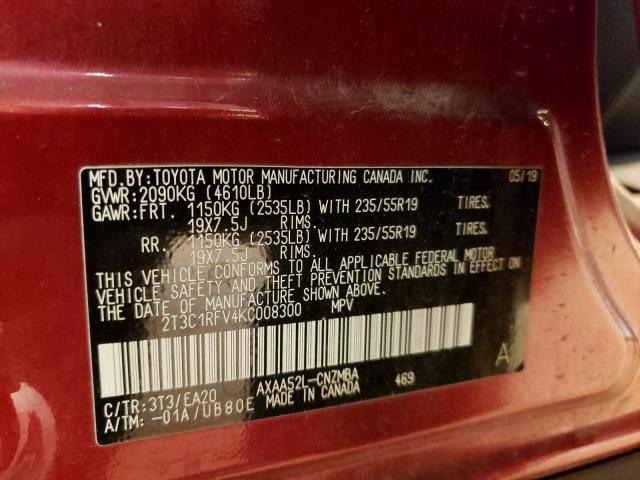 MFD.BY:TOYOTA MOTOR MANUFACTURING CANADA INC. 05/19
GVWR:2090KG (4610LB)
GAWR:FRT. 1150KG (2535LB) WITH 235/55R19 TIRES.
19X7.5J RIMS.
RR. 1150KG (2535LB) WITH 235/55R19 TIRES.
19X7.5J RIMS.
THIS VEHICLE CONFORMS TO ALL APPLICABLE FEDERAL MOTOR
VEHICLE SAFETY AND THEFT PREVENTION STANDARDS IN EFFECT ON
THE DATE OF MANUFACTURE SHOWN ABOVE.
2T3C1RFV4KC008300 MPV
A
C/TR:3T3/EA20 AXAA52L-CNZMBA 469
A/TM:-01A/UB80E MADE IN CANADA